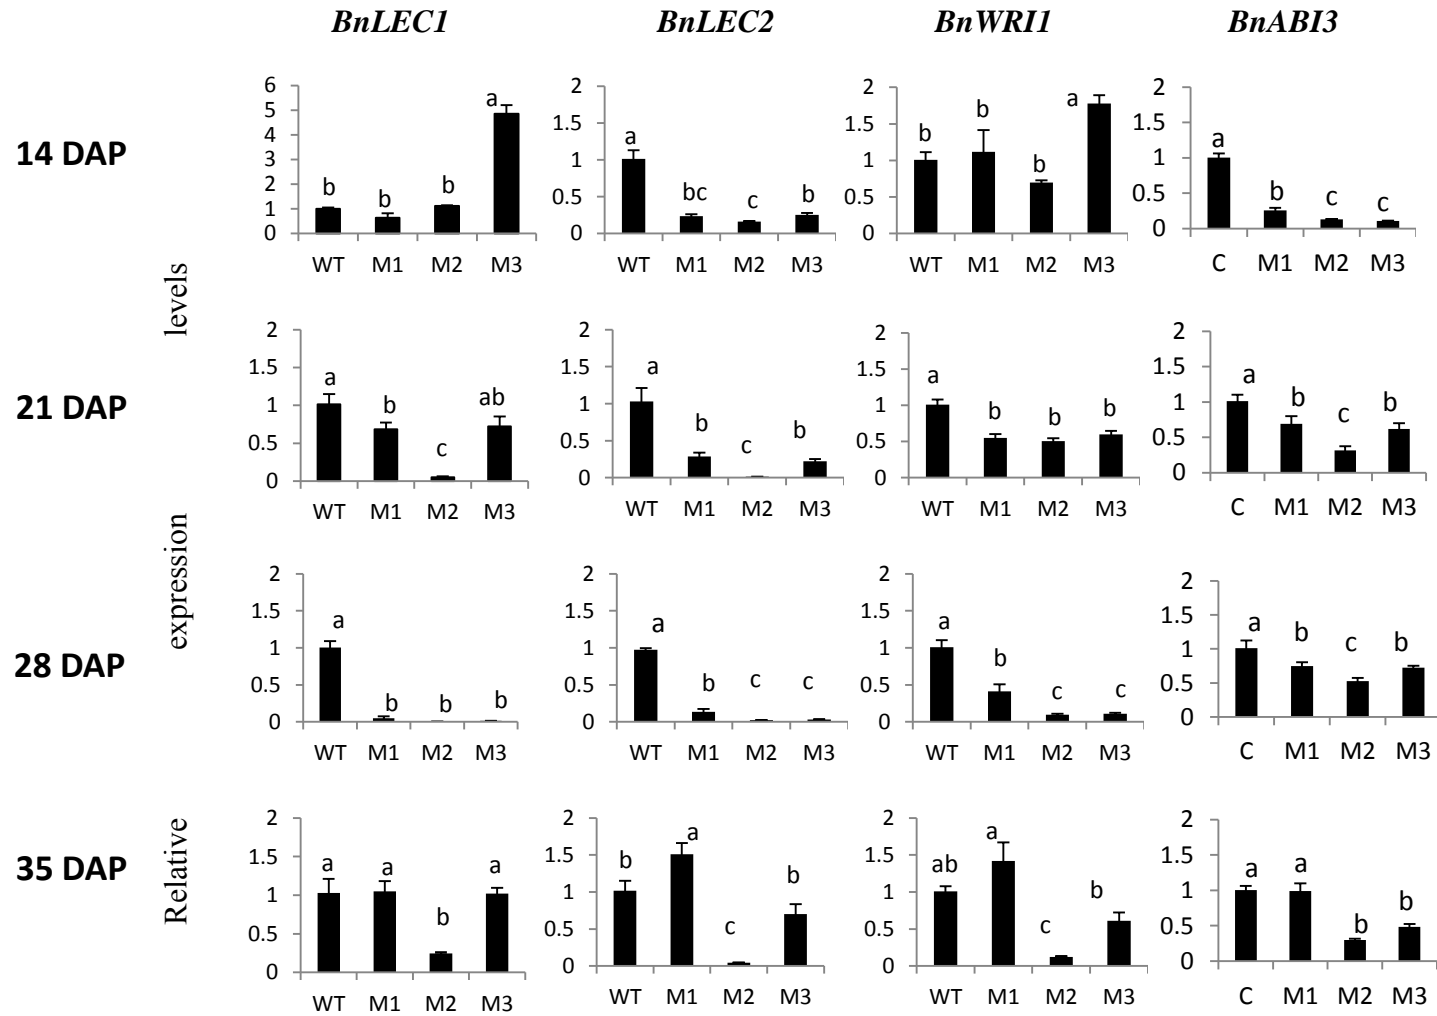 BnLEC1 BnLEC2 BnWRI1 BnABI3
14 DAP
6
5
4
3
2
1
0
a
b b b
WT M1 M2 M3
2
1.5
1
0.5
0
a bc c b
WT M1 M2 M3
2
1.5
1
0.5
0
b b b a
WT M1 M2 M3
2
1.5
1
0.5
0
a b c c
C M1 M2 M3
levels
21 DAP
2
1.5
1
0.5
0
a b c ab
WT M1 M2 M3
2
1.5
1
0.5
0
a b c b
WT M1 M2 M3
2
1.5
1
0.5
0
a b b b
WT M1 M2 M3
2
1.5
1
0.5
0
a b c b
C M1 M2 M3
expression
28 DAP
2
1.5
1
0.5
0
a b b b
WT M1 M2 M3
2
1.5
1
0.5
0
a b c c
WT M1 M2 M3
2
1.5
1
0.5
0
a b c c
WT M1 M2 M3
2
1.5
1
0.5
0
a b c b
C M1 M2 M3
Relative
35 DAP
2
1.5
1
0.5
0
a a b a
WT M1 M2 M3
2
1.5
1
0.5
0
b a c b
WT M1 M2 M3
2
1.5
1
0.5
0
ab a c b
WT M1 M2 M3
2
1.5
1
0.5
0
a a b b
C M1 M2 M3